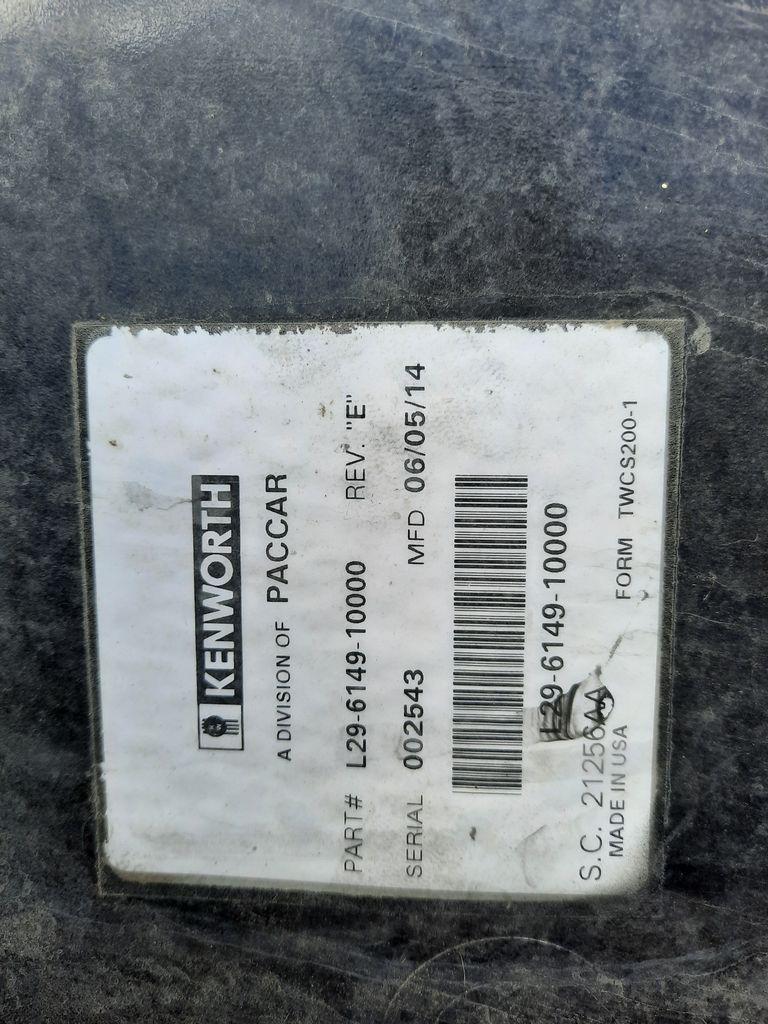 KENWORTH
A DIVISION OF PACCAR
PART# L29-6149-10000 REV. "E"
SERIAL 002543 MFD 06/05/14
L29-6149-10000
S.C. 21256AA FORM TWCS200-1
MADE IN USA